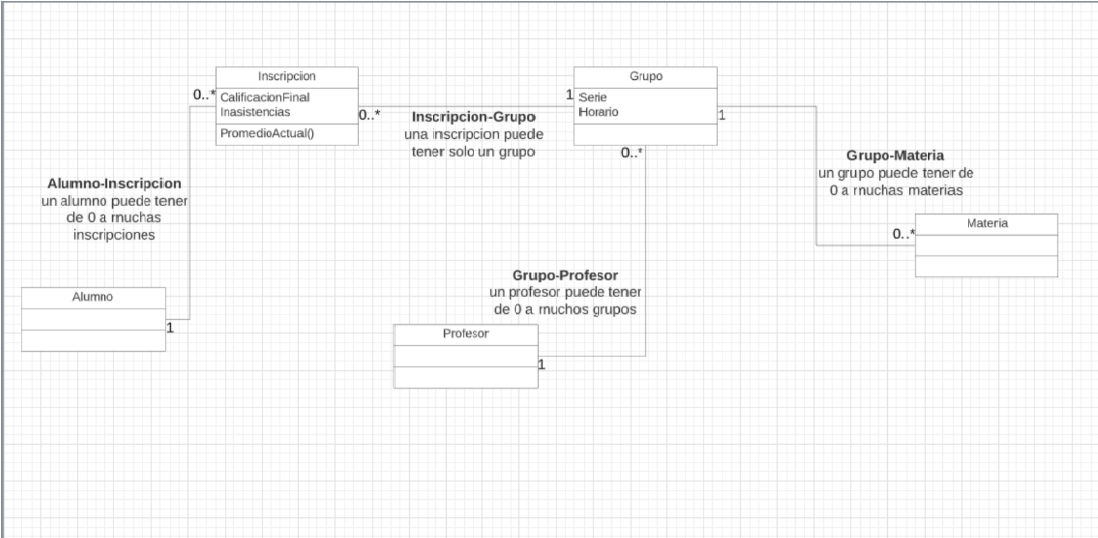 Inscripcion
0..*
CalificacionFinal
Inasistencias
PromedioActual()
0..*
Inscripcion-Grupo
una inscripcion puede
tener solo un grupo
Grupo
1
Serie
Horario
1
0..*
Grupo-Materia
un grupo puede tener de
0 a muchas materias
Materia
0..*
Alumno-Inscripcion
un alumno puede tener
de 0 a muchas
inscripciones
Alumno
1
Grupo-Profesor
un profesor puede tener
de 0 a muchos grupos
Profesor
1